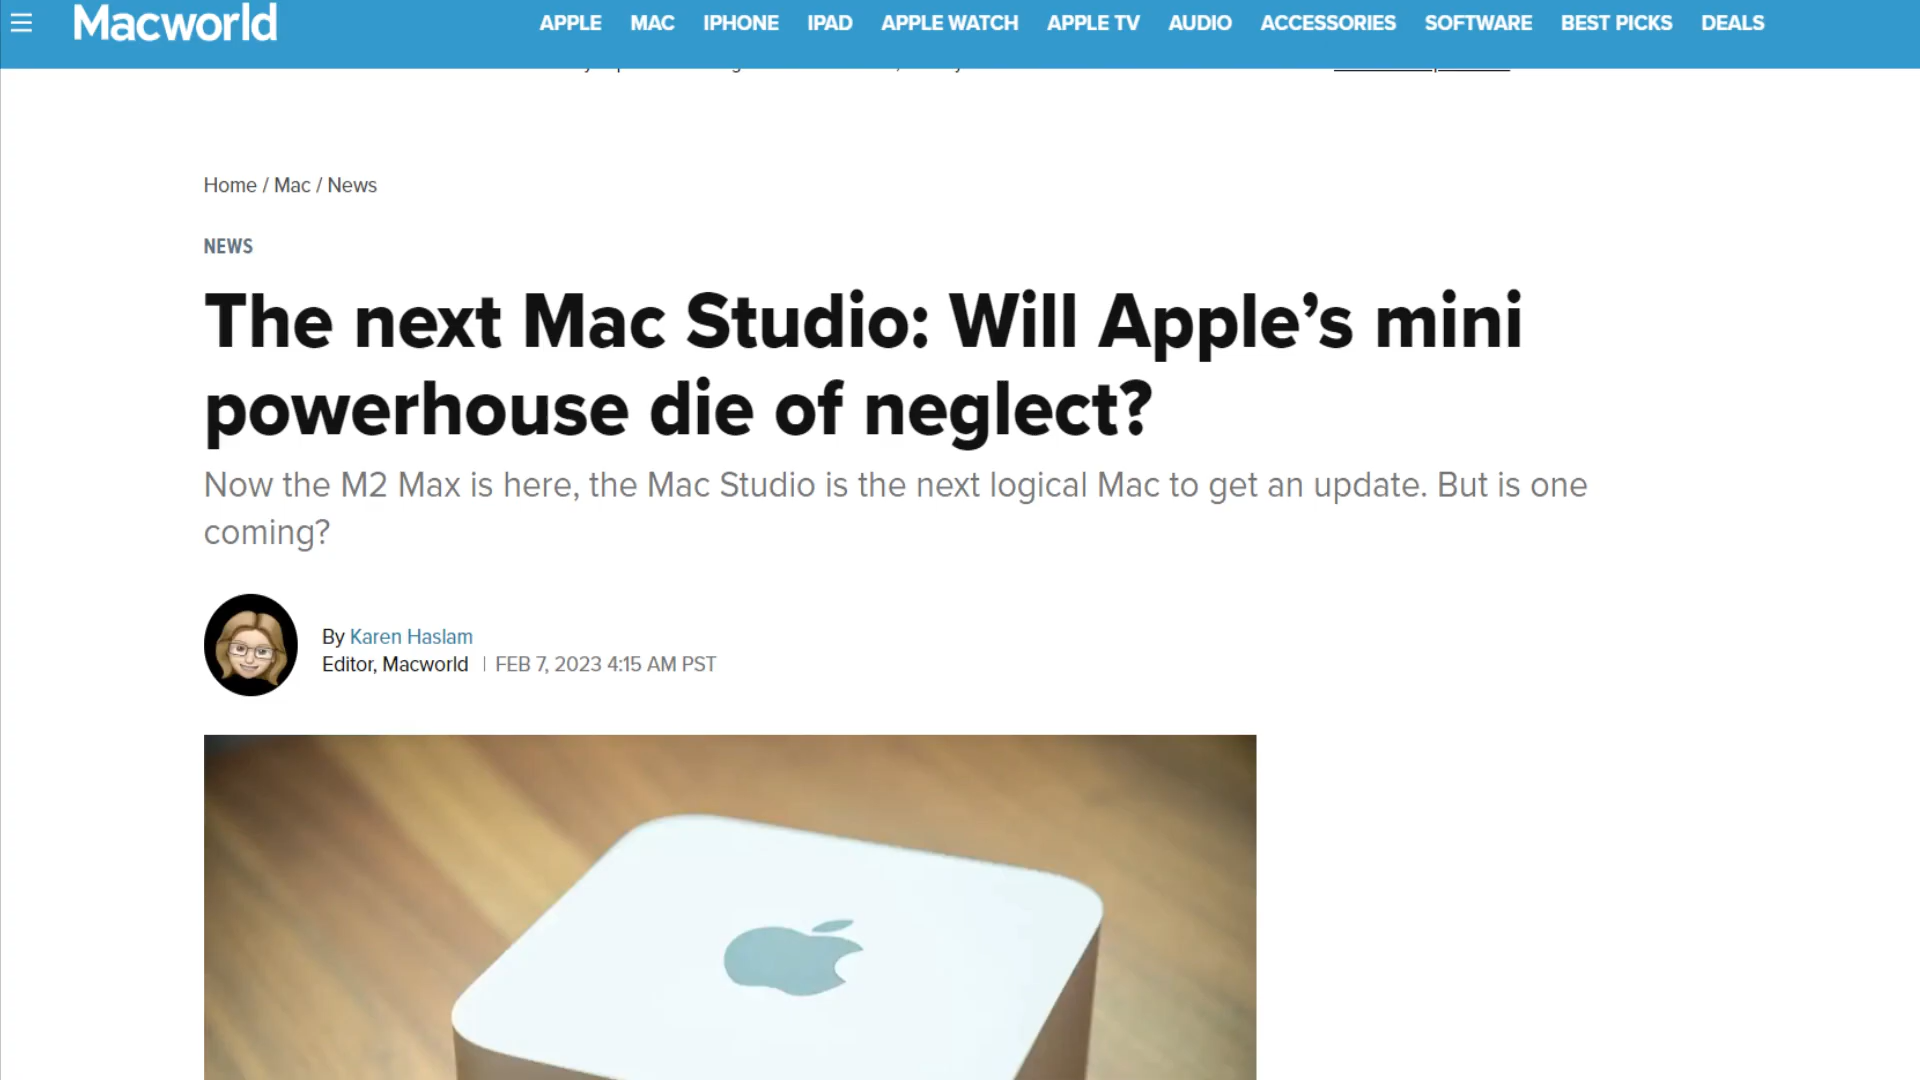 Macworld
APPLE MAC IPHONE IPAD APPLE WATCH APPLE TV AUDIO ACCESSORIES SOFTWARE BEST PICKS DEALS
Home / Mac / News
NEWS
The next Mac Studio: Will Apple’s mini
powerhouse die of neglect?
Now the M2 Max is here, the Mac Studio is the next logical Mac to get an update. But is one
coming?
By Karen Haslam
Editor, Macworld | FEB 7, 2023 4:15 AM PST